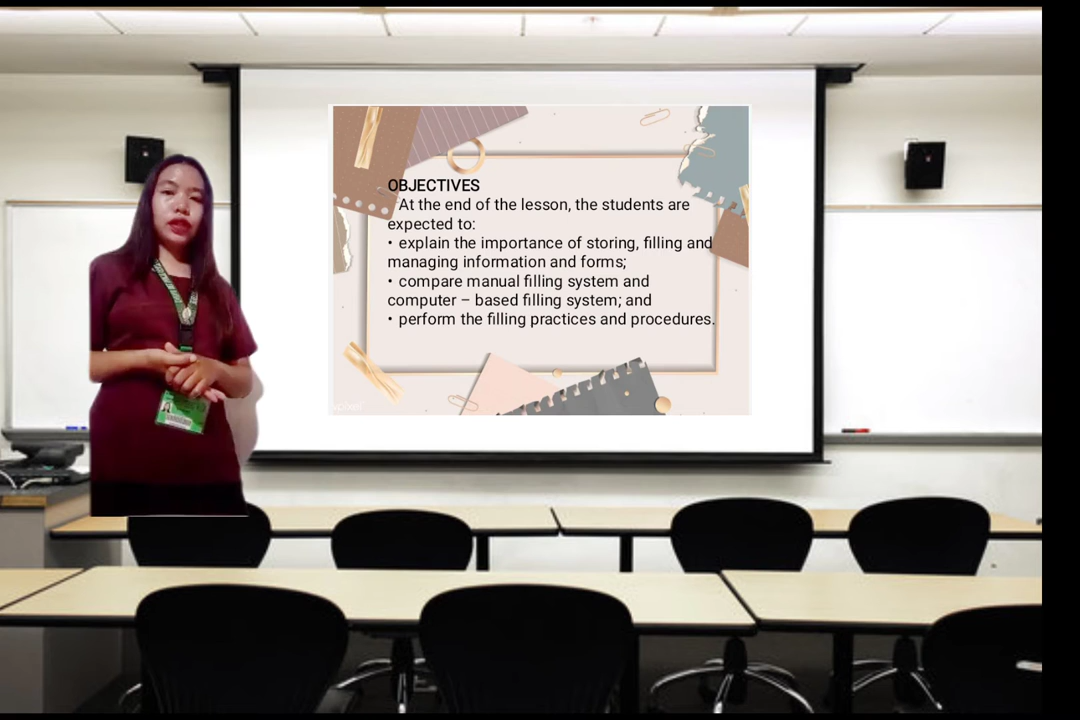 OBJECTIVES
At the end of the lesson, the students are
expected to:
• explain the importance of storing, filling and
managing information and forms;
• compare manual filling system and
computer – based filling system; and
• perform the filling practices and procedures.